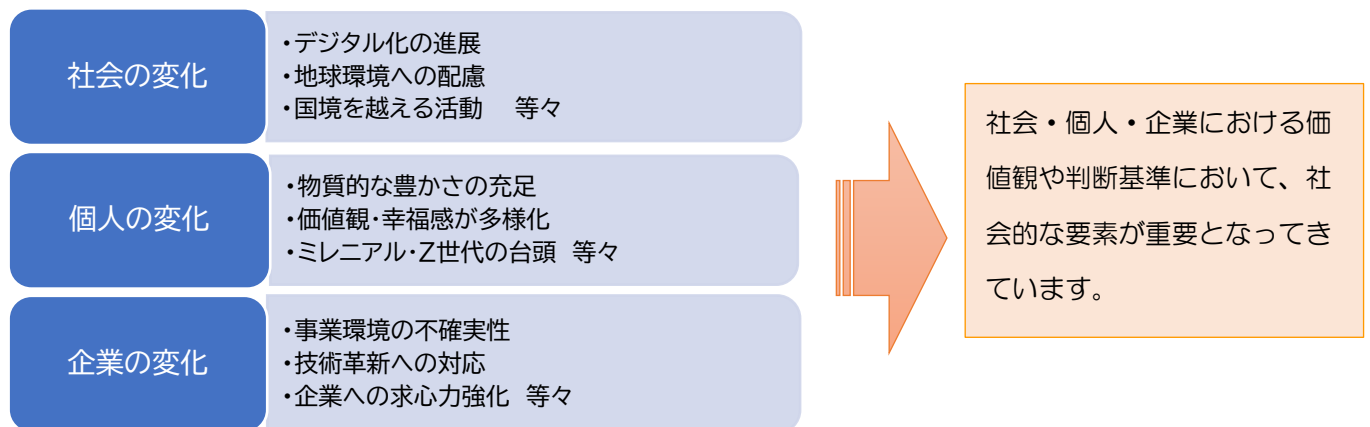 社会の変化
・デジタル化の進展
・地球環境への配慮
・国境を越える活動　等々
個人の変化
・物質的な豊かさの充足
・価値観・幸福感が多様化
・ミレニアル・Z世代の台頭　等々
企業の変化
・事業環境の不確実性
・技術革新への対応
・企業への求心力強化　等々
社会・個人・企業における価
値観や判断基準において、社
会的な要素が重要となってき
ています。